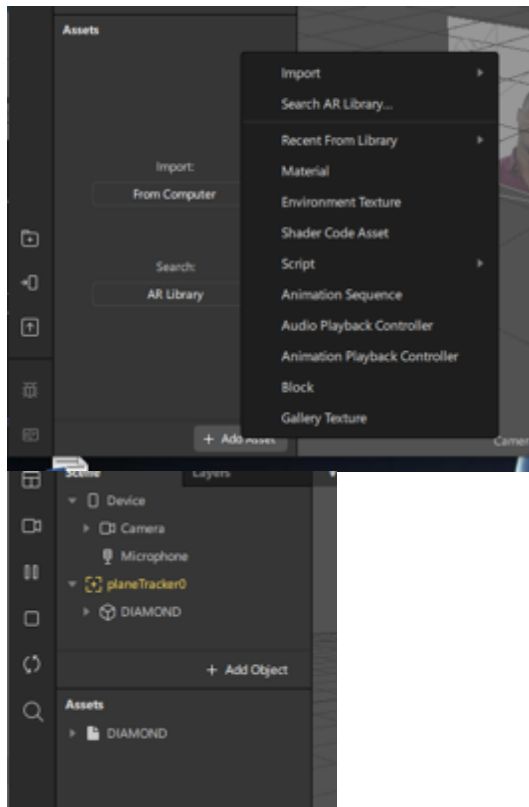 Assets
Import
Search AR Library...
Recent From Library
Import:
Material
From Computer
Environment Texture
Shader Code Asset
Search:
Script
AR Library
Animation Sequence
Audio Playback Controller
Animation Playback Controller
Block
Gallery Texture
+ Add Asset
Camer
Scene
Layers
Device
Camera
Microphone
planeTracker0
DIAMOND
+ Add Object
Assets
DIAMOND